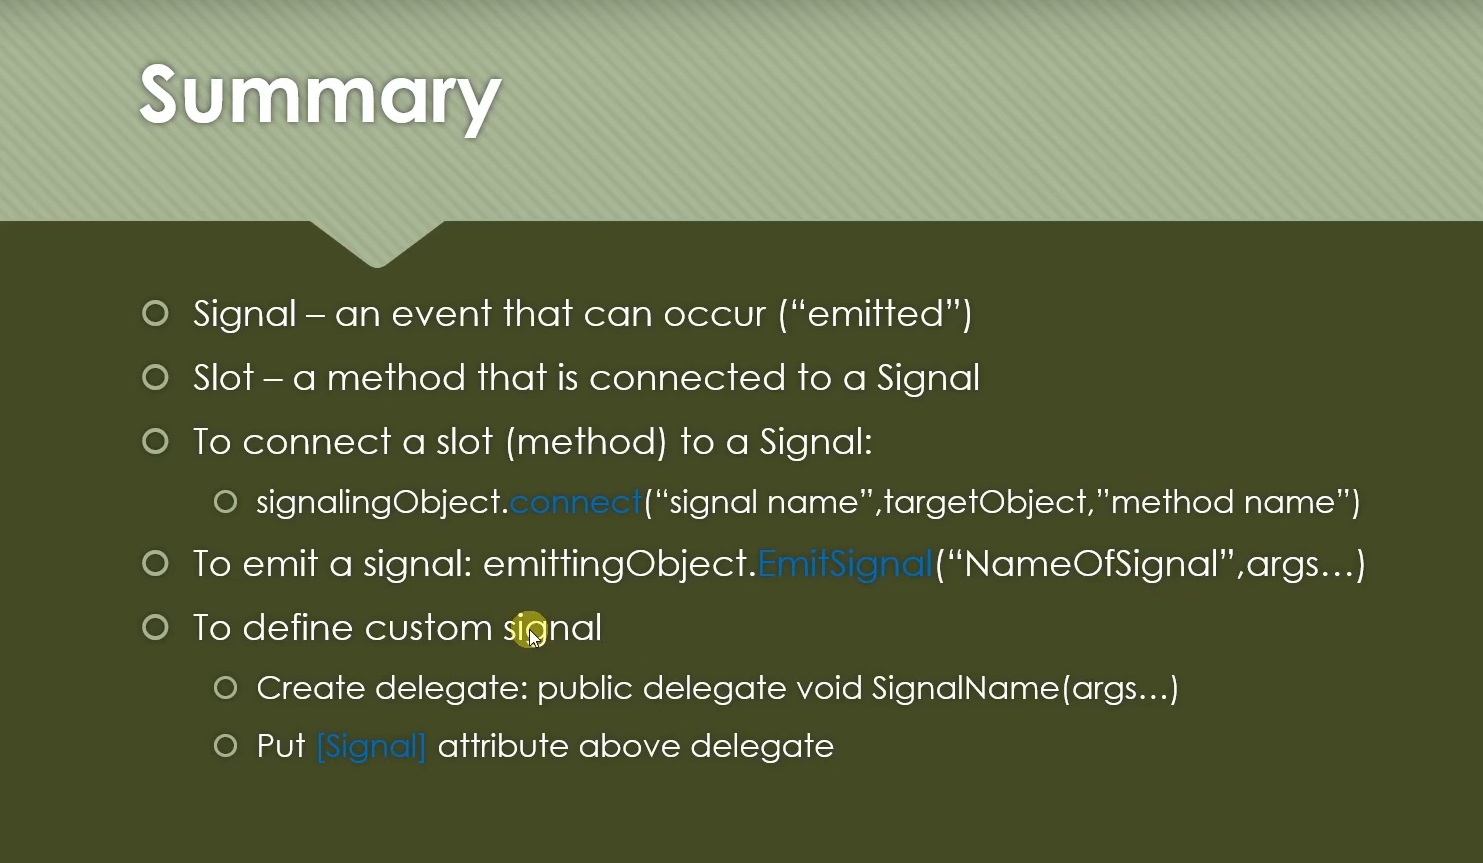 Summary
Signal – an event that can occur (“emitted”)
Slot – a method that is connected to a Signal
To connect a slot (method) to a Signal:
signalingObject.connect(“signal name”,targetObject,”method name”)
To emit a signal: emittingObject.EmitSignal(“NameOfSignal”,args…)
To define custom signal
Create delegate: public delegate void SignalName(args…)
Put [Signal] attribute above delegate